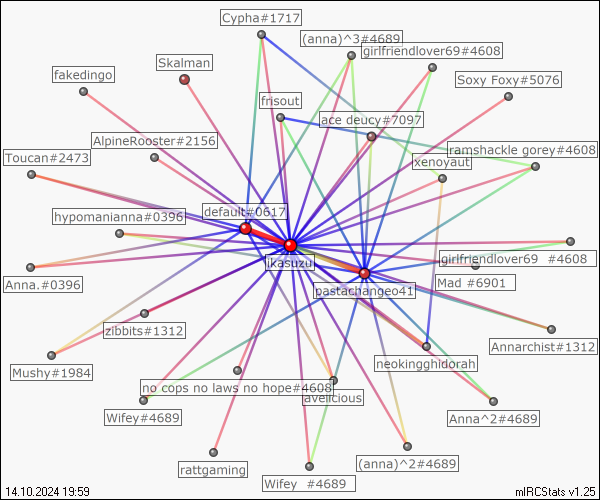 Cypha#1717
(anna)^3#4689
girlfriendlover69#4608
Skalman
fakedingo
Soxy Foxy#5076
frisout
ace deucy#7097
AlpineRooster#2156
ramshackle gorey#4608
Toucan#2473
xenoyaut
default#0617
hypomanianna#0396
jkasuzu
girlfriendlover69 #4608
Anna.#0396
Mad #6901
pastachangeo41
zibbits#1312
Annarchist#1312
neokingghidorah
Mushy#1984
no cops no laws no hope#4608
avelicious
Wifey#4689
Anna^2#4689
rattgaming
(anna)^2#4689
Wifey #4689
14.10.2024 19:59
mIRCStats v1.25